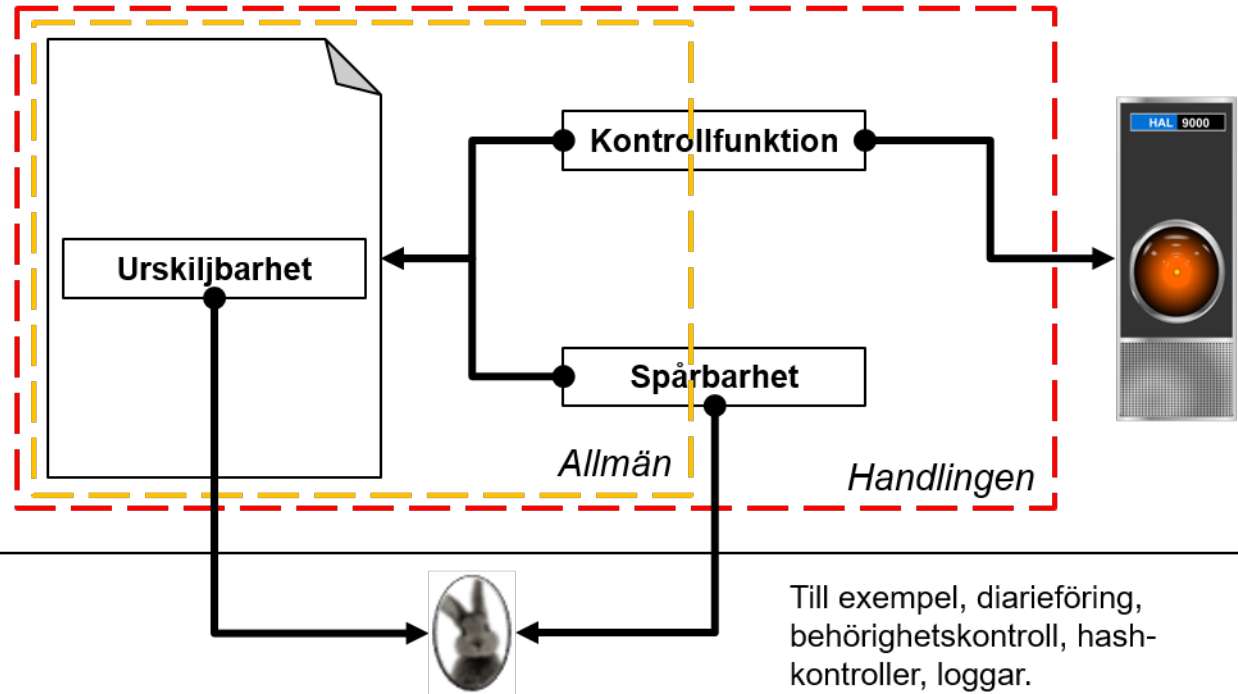 HAL 9000
Kontrollfunktion
Urskiljbarhet
Spårbarhet
Allmän
Handlingen
Till exempel, diarieföring,
behörighetskontroll, hash-
kontroller, loggar.